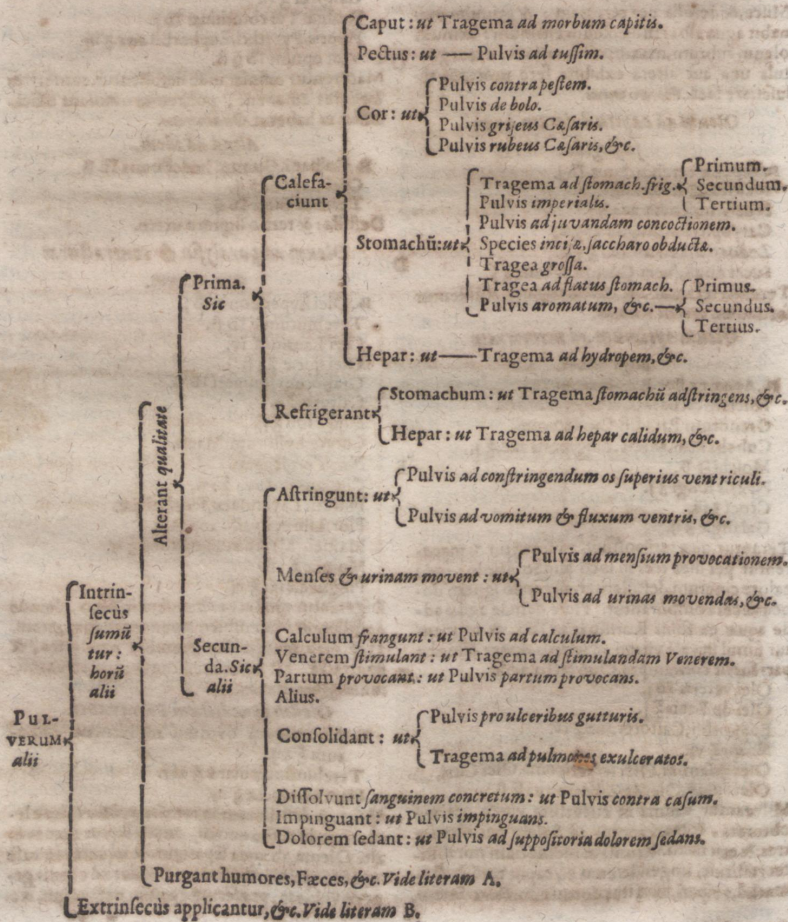 Caput: ut Tragema ad morbum capitis.
Pectus: ut — Pulvis ad tuſſim.
Pulvis contra peſtem.
Pulvis de bolo.
Cor: ut
Pulvis griſeus Cæſaris.
Pulvis rubeus Cæſaris, &c.
Calefa-
ciunt
Primum.
Tragema ad ſtomach. frig. Secundum.
Pulvis imperialis. Tertium.
Pulvis adjuvandam concoctionem.
Stomachū: ut Species inciſæ, ſaccharo obductæ.
Tragea groſſa.
Tragea ad flatus ſtomach. Primus.
Pulvis aromatum, &c. — Secundus.
Tertius.
Prima.
Sic
Hepar: ut — Tragema ad hydropem, &c.
Stomachum: ut Tragema ſtomachū adſtringens, &c.
Refrigerant
Hepar: ut Tragema ad hepar calidum, &c.
Alterant qualitate
Pulvis ad conſtringendum os ſuperius ventriculi.
Aſtringunt: ut
Pulvis ad vomitum & fluxum ventris, &c.
Pulvis ad menſium provocationem.
Menſes & urinam movent: ut
Pulvis ad urinas movendas, &c.
Intrin-
ſecùs
ſumū
tur:
horū
alii
Secun-
da. Sic
alii
Calculum frangunt: ut Pulvis ad calculum.
Venerem ſtimulant: ut Tragema ad ſtimulandam Venerem.
Partum provocant: ut Pulvis partum provocans.
Alius.
Pulvis pro ulceribus gutturis.
Conſolidant: ut
Tragema ad pulmones exulceratos.
PUL-
VERUM
alii
Diſſolvunt ſanguinem concretum: ut Pulvis contra caſum.
Impinguant: ut Pulvis impinguans.
Dolorem ſedant: ut Pulvis ad ſuppoſitoria dolorem ſedans.
Purgant humores, Fæces, &c. Vide literam A.
Extrinſecùs applicantur, &c. Vide literam B.